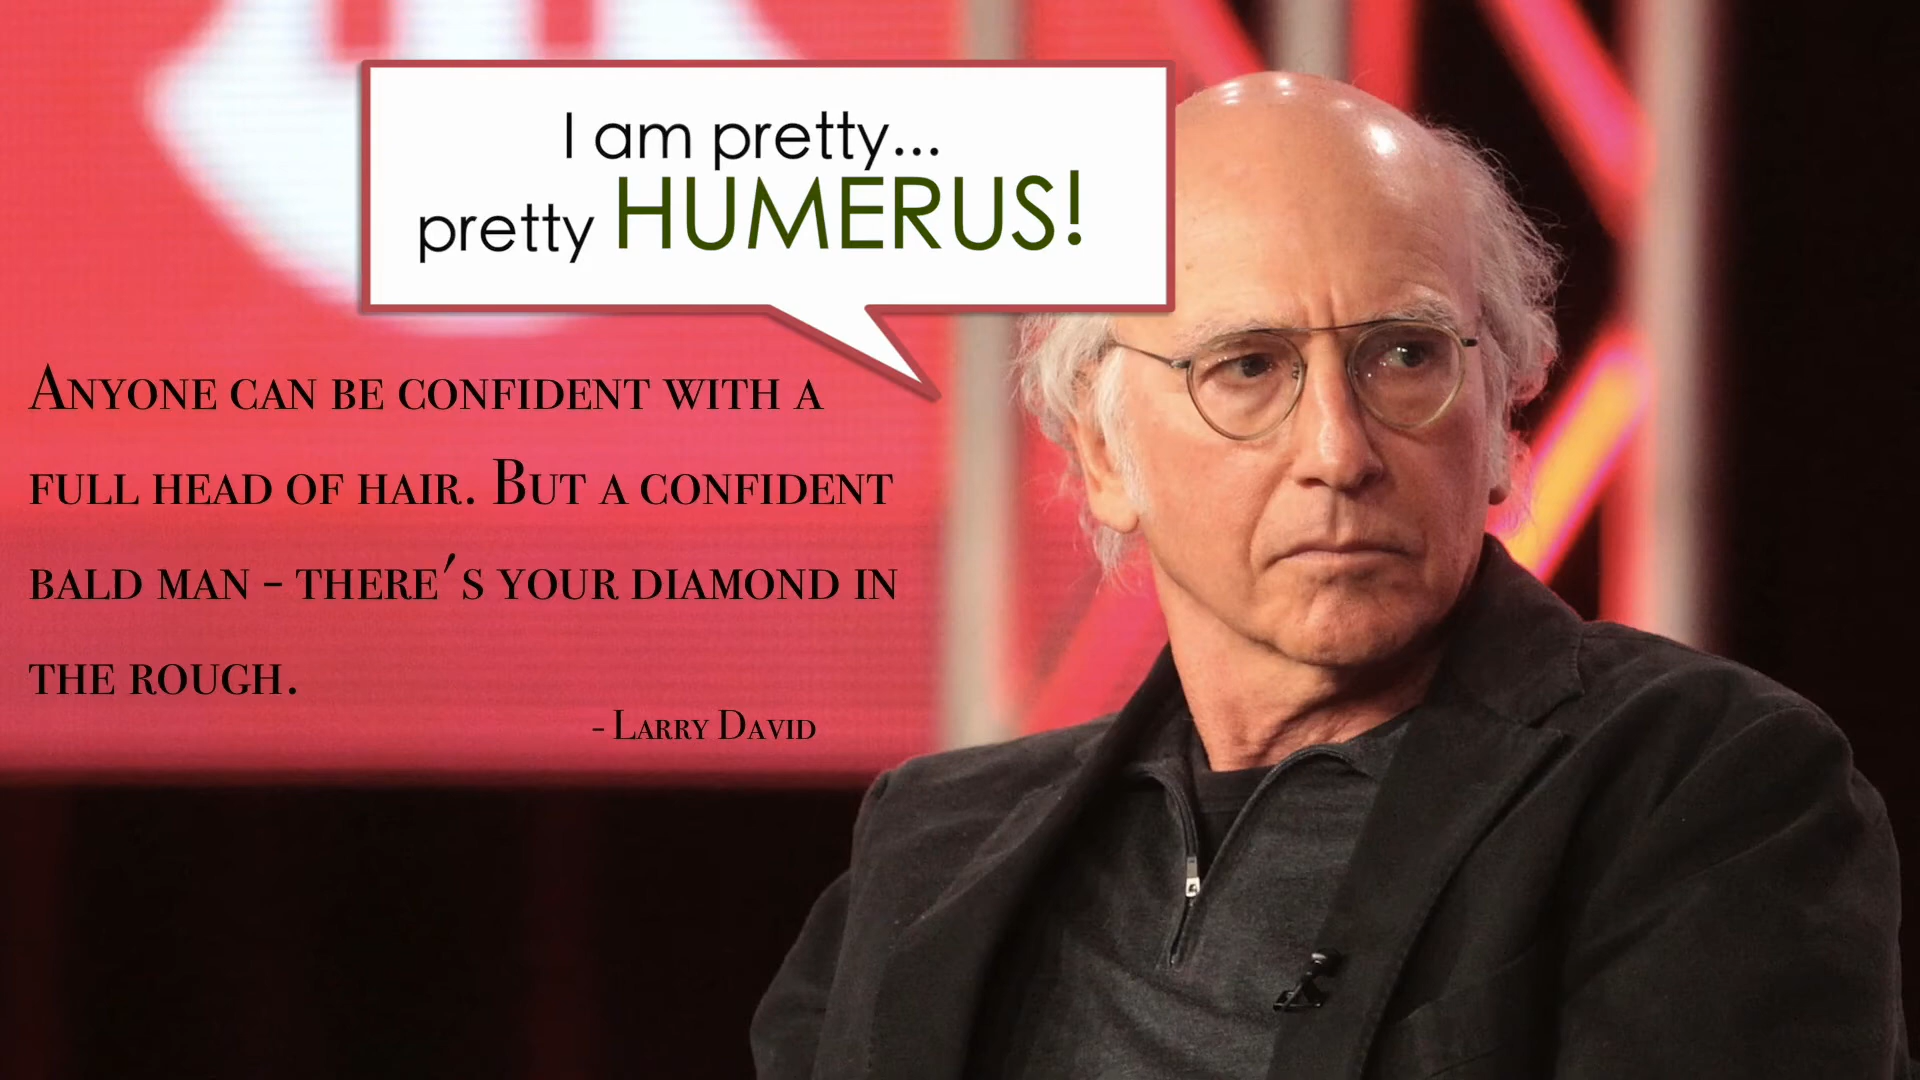 I am pretty...
pretty HUMERUS!
Anyone can be confident with a
full head of hair. But a confident
bald man - there's your diamond in
the rough.
- Larry David